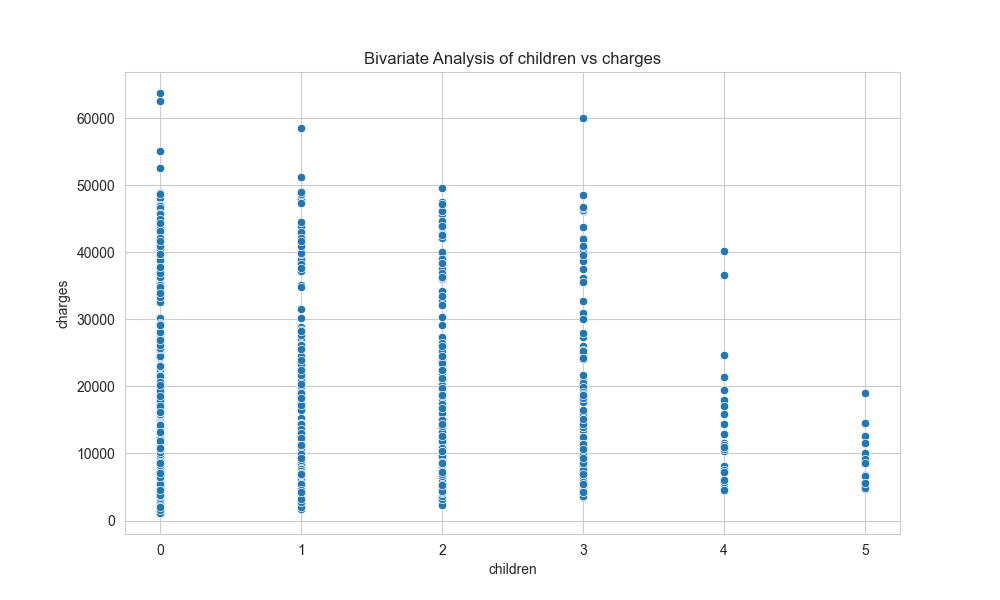 Bivariate Analysis of children vs charges
60000
50000
40000
30000
20000
10000
0
charges
0 1 2 3 4 5
children